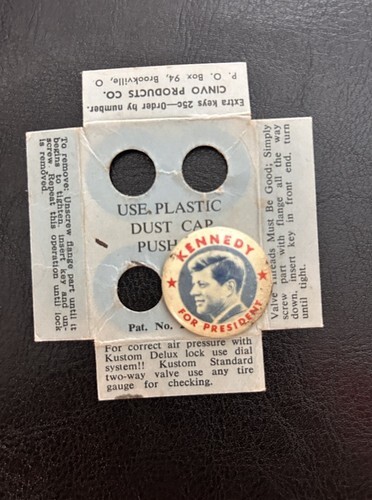 Extra keys 25c—Order by number.
CINVO PRODUCTS CO.
P. O. Box 94, Brookville, O
To remove: Unscrew flange part until it
begins to tighten, insert key and un-
screw. Repeat this operation until lock
is removed
USE PLASTIC
DUST CAP
PUSH
Pat. No.
KENNEDY
FOR PRESIDENT
Valve Threads Must Be Good: Simply
screw part with flange all the way
down, insert key in front end, turn
until tight.
For correct air pressure with
Kustom Delux lock use dial
system!! Kustom Standard
two-way valve use any tire
gauge for checking.